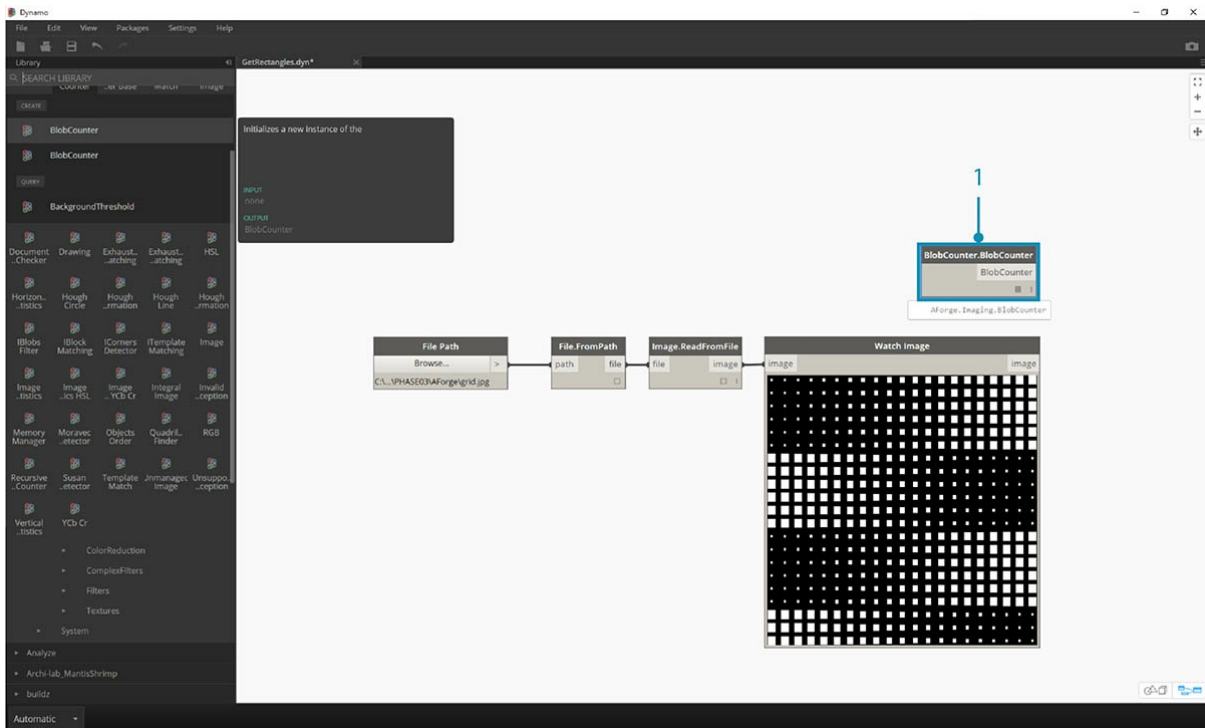 Dynamo
File Edit View Packages Settings Help
Library
GetRectangles.dyn*
SEARCH LIBRARY
Counter ..er Base Match Image
CREATE
BlobCounter
BlobCounter
QUERY
BackgroundThreshold
Initializes a new instance of the
INPUT
none
OUTPUT
BlobCounter
Document ..Checker
Drawing
Exhaust.. ..atching
Exhaust.. ..atching
HSL
Horizon.. ..tistics
Hough Circle
Hough ..rmation
Hough Line
Hough ..rmation
IBlobs Filter
IBlock Matching
ICorners Detector
ITemplate Matching
Image
Image ..tistics
Image ..ics HSL
Image .. YCb Cr
Integral Image
Invalid ..ception
Memory Manager
Moravec ..etector
Objects Order
Quadril.. Finder
RGB
Recursive ..Counter
Susan ..etector
Template Match
Unmanaged Image
Unsuppo.. ..ception
Vertical ..tistics
YCb Cr
ColorReduction
ComplexFilters
Filters
Textures
System
Analyze
Archi-lab_MantisShrimp
buildz
Automatic
1
BlobCounter.BlobCounter
BlobCounter
AForge.Imaging.BlobCounter
File Path
Browse... >
C:\...\PHASE03\AForge\grid.jpg
File.FromPath
path file
Image.ReadFromFile
file image
Watch Image
image image